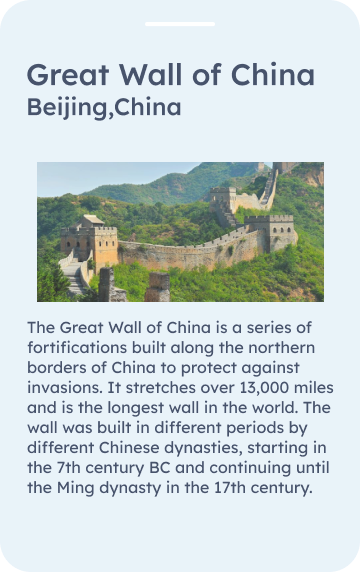 Great Wall of China
Beijing,China
The Great Wall of China is a series of
fortifications built along the northern
borders of China to protect against
invasions. It stretches over 13,000 miles
and is the longest wall in the world. The
wall was built in different periods by
different Chinese dynasties, starting in
the 7th century BC and continuing until
the Ming dynasty in the 17th century.